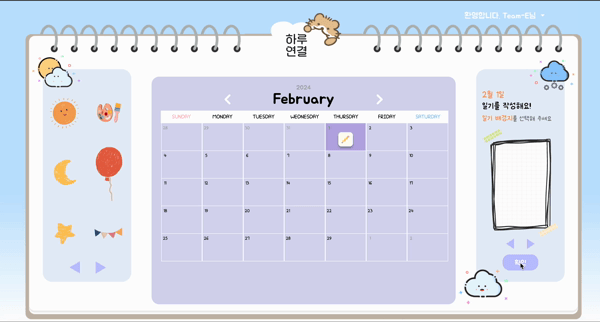 환영합니다. Team-E님
하루
연결
2024
February
SUNDAY MONDAY TUESDAY WEDNESDAY THURSDAY FRIDAY SATURDAY
28 29 30 31 2 3
4 5 6 7 8 9 10
11 12 13 14 15 16 17
18 19 20 21 22 23 24
25 26 27 28 29 1 2
2월 1일
일기를 작성해요!
일기 배경지를 선택해 주세요